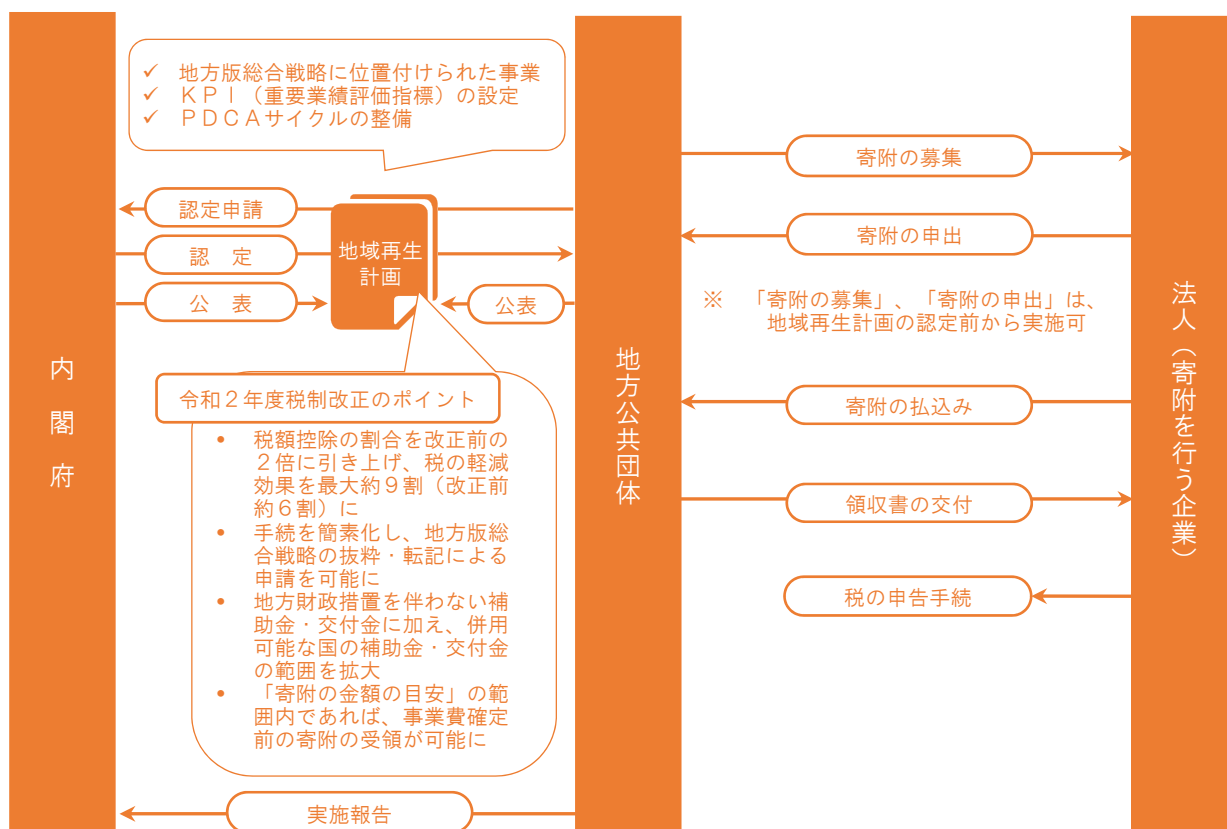 ✓ 地方版総合戦略に位置付けられた事業
✓ ＫＰＩ（重要業績評価指標）の設定
✓ ＰＤＣＡサイクルの整備
認定申請
認　定
公　表
地域再生
計画
公表
令和２年度税制改正のポイント
• 税額控除の割合を改正前の
２倍に引き上げ、税の軽減
効果を最大約９割（改正前
約６割）に
• 手続を簡素化し、地方版総
合戦略の抜粋・転記による
申請を可能に
• 地方財政措置を伴わない補
助金・交付金に加え、併用
可能な国の補助金・交付金
の範囲を拡大
• 「寄附の金額の目安」の範
囲内であれば、事業費確定
前の寄附の受領が可能に
実施報告
内閣府
地方公共団体
寄附の募集
寄附の申出
※　「寄附の募集」、「寄附の申出」は、
地域再生計画の認定前から実施可
寄附の払込み
領収書の交付
税の申告手続
法人（寄附を行う企業）